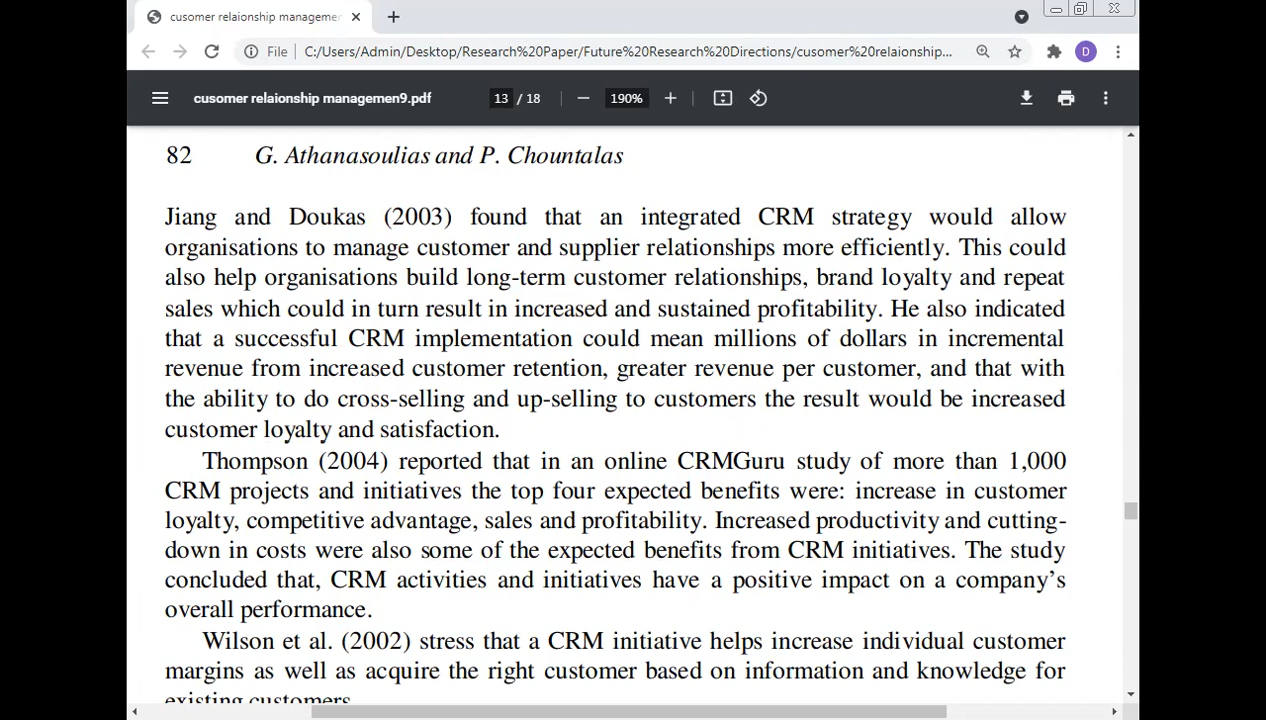 cusomer relaionship managemen
File C:/Users/Admin/Desktop/Research%20Paper/Future%20Research%20Directions/cusomer%20relaionship...
D
cusomer relaionship managemen9.pdf 13 / 18 190%
82 G. Athanasoulias and P. Chountalas
Jiang and Doukas (2003) found that an integrated CRM strategy would allow
organisations to manage customer and supplier relationships more efficiently. This could
also help organisations build long-term customer relationships, brand loyalty and repeat
sales which could in turn result in increased and sustained profitability. He also indicated
that a successful CRM implementation could mean millions of dollars in incremental
revenue from increased customer retention, greater revenue per customer, and that with
the ability to do cross-selling and up-selling to customers the result would be increased
customer loyalty and satisfaction.
Thompson (2004) reported that in an online CRMGuru study of more than 1,000
CRM projects and initiatives the top four expected benefits were: increase in customer
loyalty, competitive advantage, sales and profitability. Increased productivity and cutting-
down in costs were also some of the expected benefits from CRM initiatives. The study
concluded that, CRM activities and initiatives have a positive impact on a company's
overall performance.
Wilson et al. (2002) stress that a CRM initiative helps increase individual customer
margins as well as acquire the right customer based on information and knowledge for
existing customers.